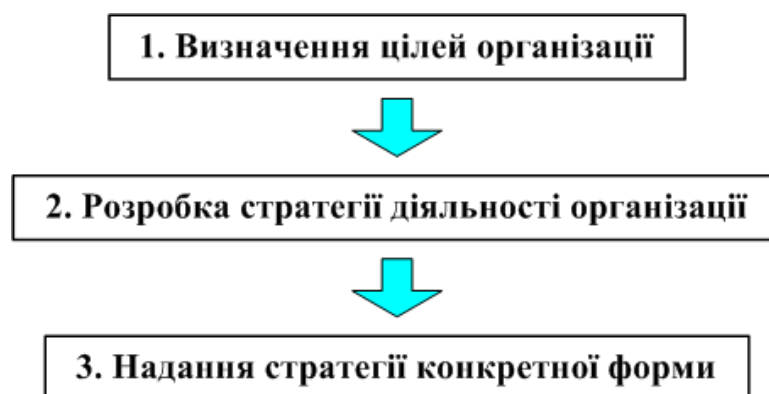 1. Визначення цілей організації
2. Розробка стратегії діяльності організації
3. Надання стратегії конкретної форми